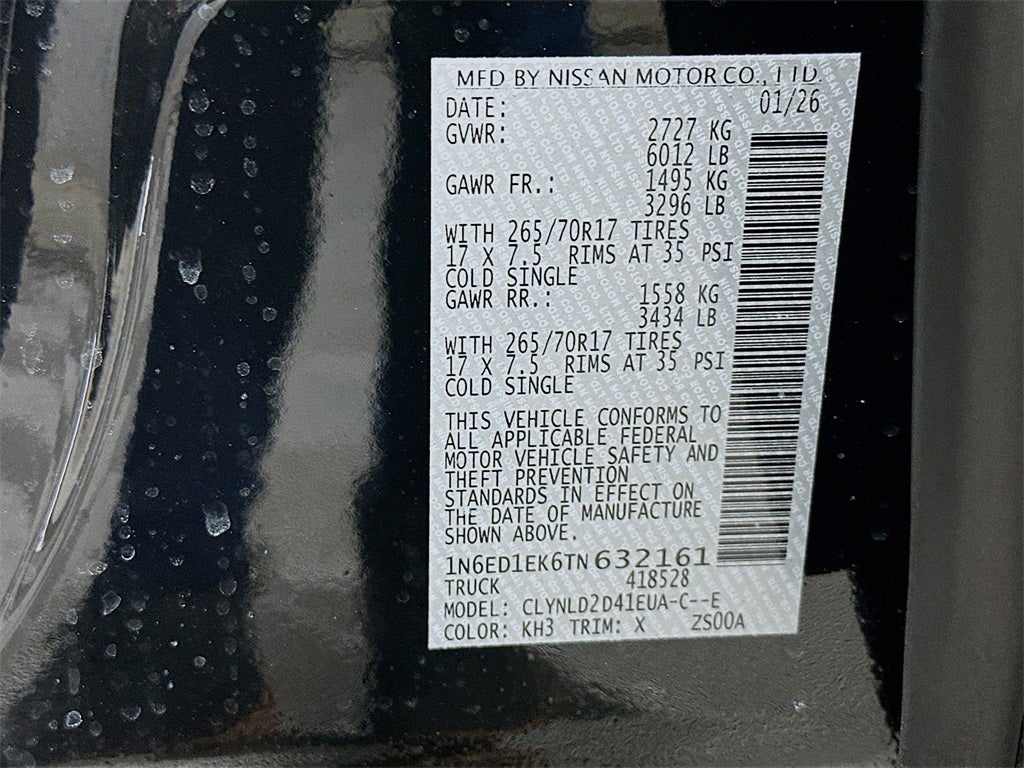 MFD BY NISSAN MOTOR CO., LTD.
DATE: 01/26
GVWR: 2727 KG
6012 LB
GAWR FR.: 1495 KG
3296 LB
WITH 265/70R17 TIRES
17 X 7.5 RIMS AT 35 PSI
COLD SINGLE
GAWR RR.: 1558 KG
3434 LB
WITH 265/70R17 TIRES
17 X 7.5 RIMS AT 35 PSI
COLD SINGLE
THIS VEHICLE CONFORMS TO
ALL APPLICABLE FEDERAL
MOTOR VEHICLE SAFETY AND
THEFT PREVENTION
STANDARDS IN EFFECT ON
THE DATE OF MANUFACTURE
SHOWN ABOVE.
1N6ED1EK6TN632161
TRUCK 418528
MODEL: CLYNLD2D41EUA-C--E
COLOR: KH3 TRIM: X ZS00A